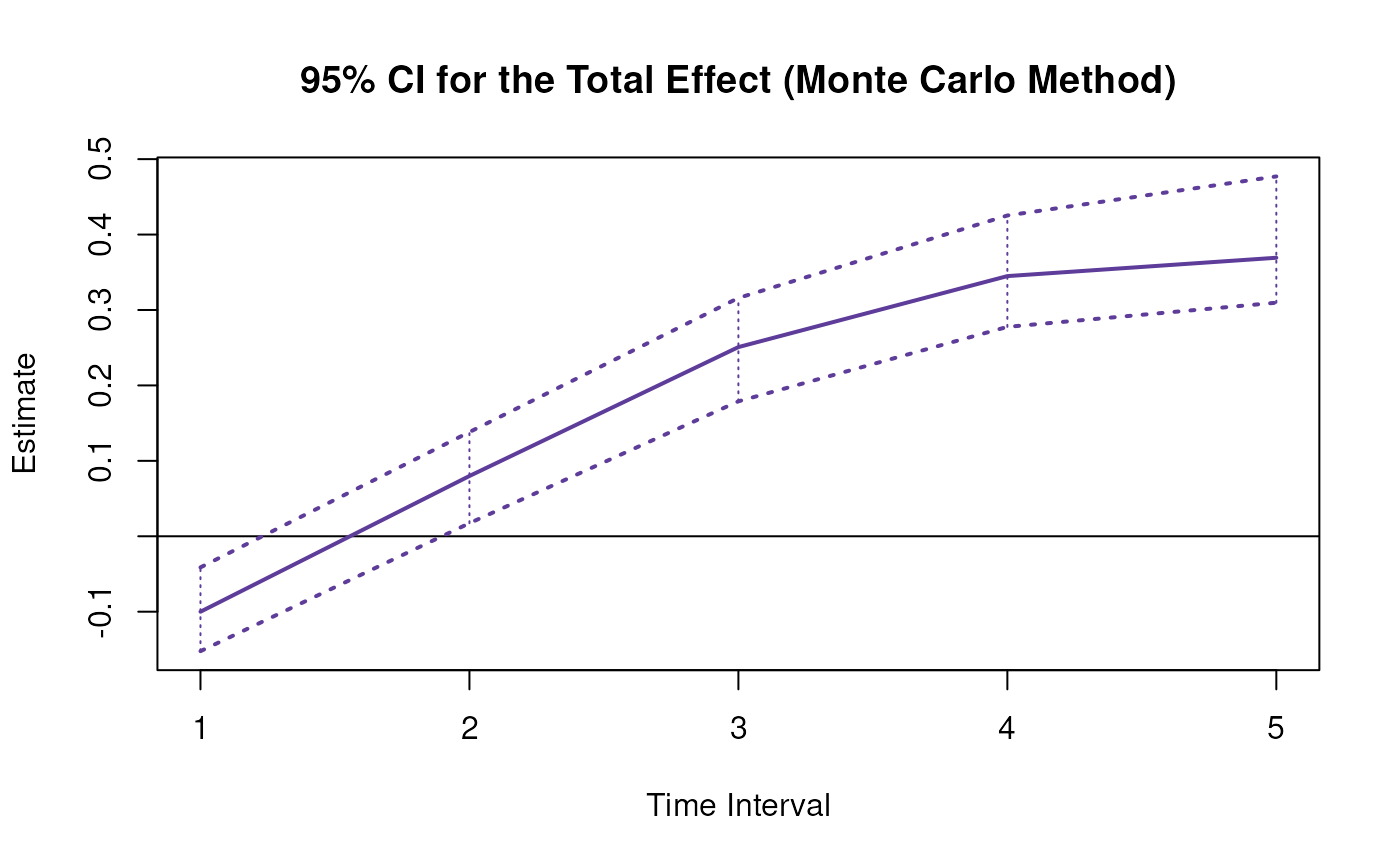 95% CI for the Total Effect (Monte Carlo Method)
Estimate
0.5
0.4
0.3
0.2
0.1
-0.1
1 2 3 4 5
Time Interval